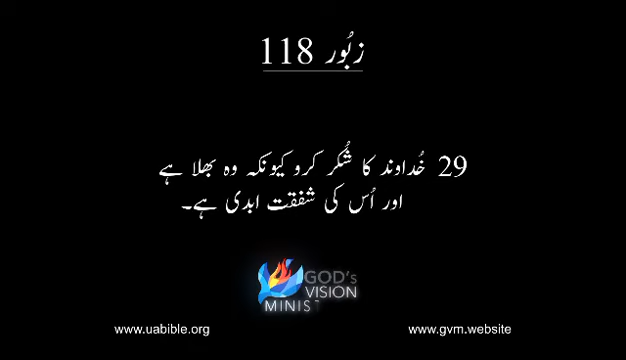 زبُور 118
29 خُداوند کا شُکر کرو کیونکہ وہ بھلا ہے
اور اُس کی شفقت ابدی ہے۔
GOD's
VISION
MINIST
www.uabible.org
www.gvm.website